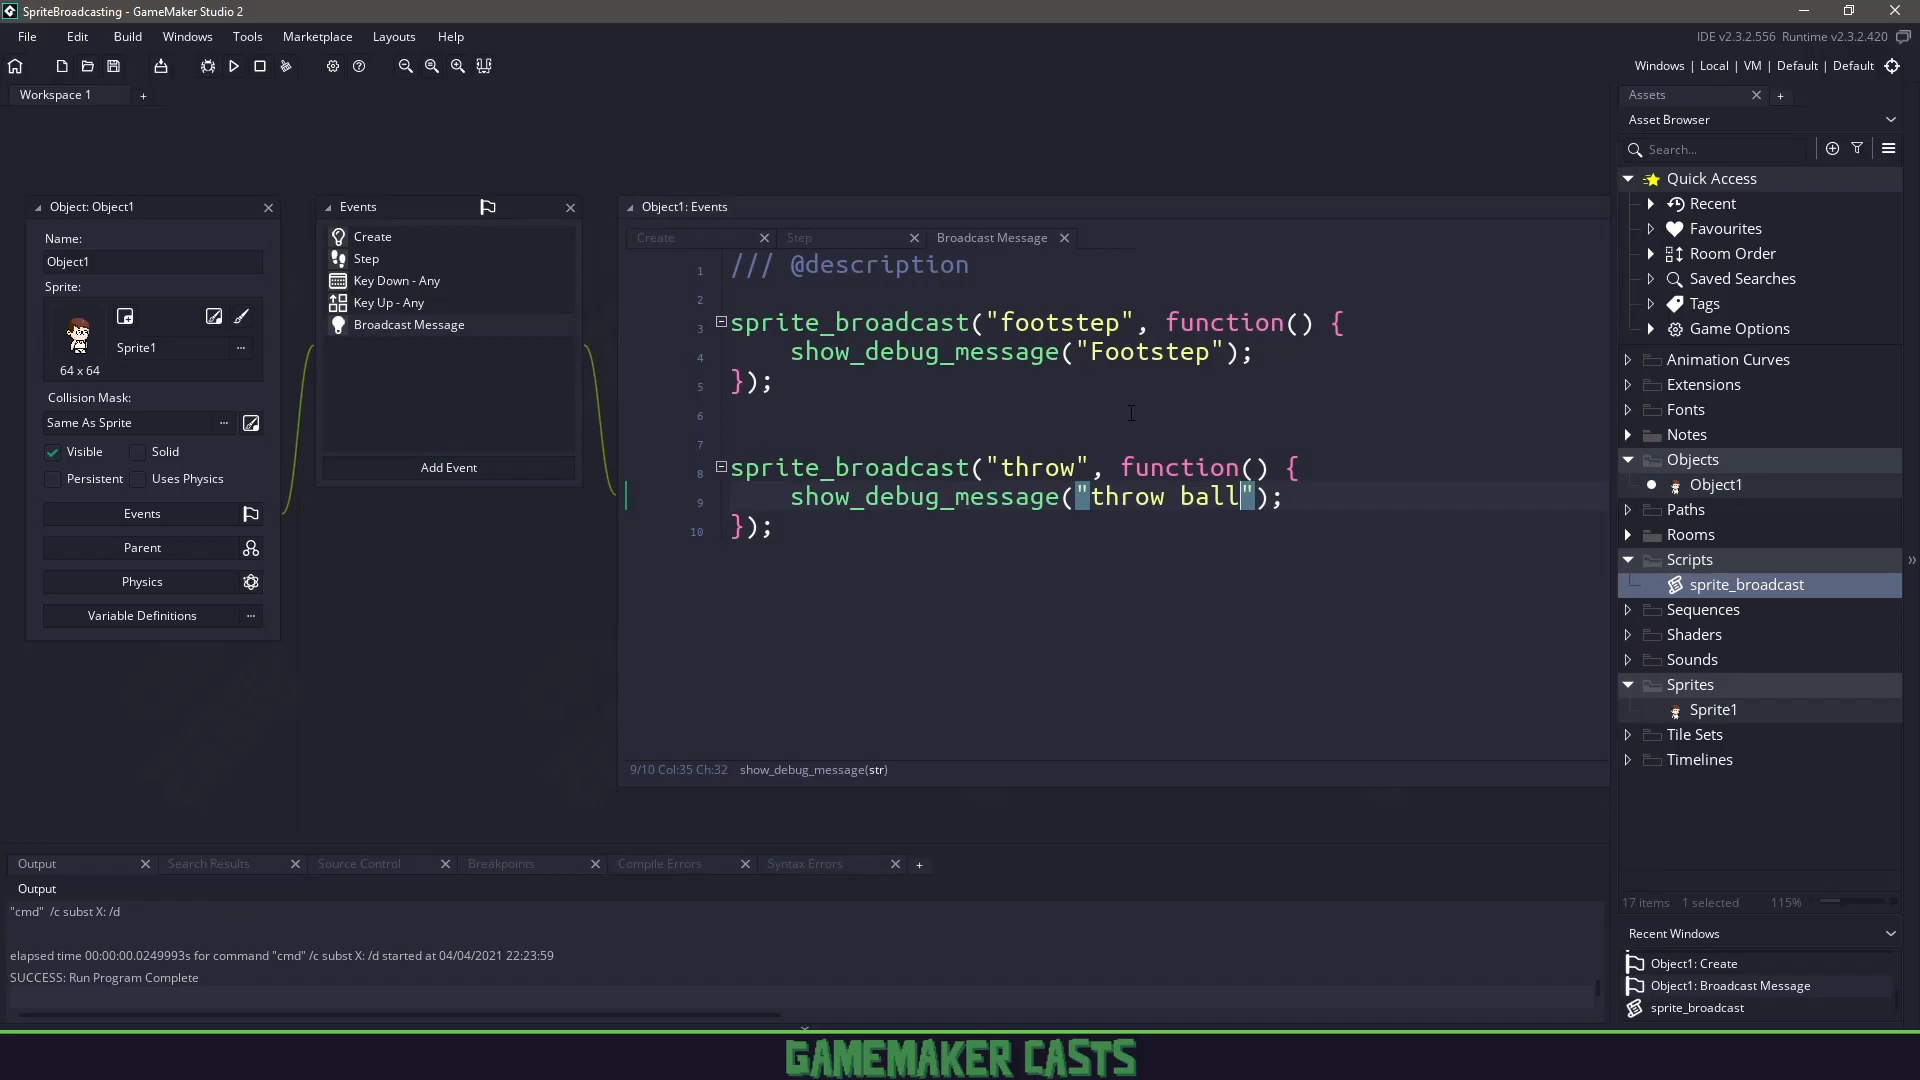 SpriteBroadcasting - GameMaker Studio 2
File Edit Build Windows Tools Marketplace Layouts Help
IDE v2.3.2.556 Runtime v2.3.2.420
Windows | Local | VM | Default | Default
Workspace 1 +
Object: Object1
Name:
Object1
Sprite:
Sprite1
...
64 x 64
Collision Mask:
Same As Sprite ...
Visible Solid
Persistent Uses Physics
Events
Parent
Physics
Variable Definitions ...
Events
Create
Step
Key Down - Any
Key Up - Any
Broadcast Message
Add Event
Object1: Events
Create Step Broadcast Message
1 /// @description
2
3 sprite_broadcast("footstep", function() {
4 show_debug_message("Footstep");
5 });
6
7
8 sprite_broadcast("throw", function() {
9 show_debug_message("throw ball");
10 });
9/10 Col:35 Ch:32 show_debug_message(str)
Assets +
Asset Browser
Search...
Quick Access
Recent
Favourites
Room Order
Saved Searches
Tags
Game Options
Animation Curves
Extensions
Fonts
Notes
Objects
Object1
Paths
Rooms
Scripts
sprite_broadcast
Sequences
Shaders
Sounds
Sprites
Sprite1
Tile Sets
Timelines
17 items 1 selected 115%
Recent Windows
Object1: Create
Object1: Broadcast Message
sprite_broadcast
Output Search Results Source Control Breakpoints Compile Errors Syntax Errors +
Output
"cmd" /c subst X: /d
elapsed time 00:00:00.0249993s for command "cmd" /c subst X: /d started at 04/04/2021 22:23:59
SUCCESS: Run Program Complete
GAMEMAKER CASTS